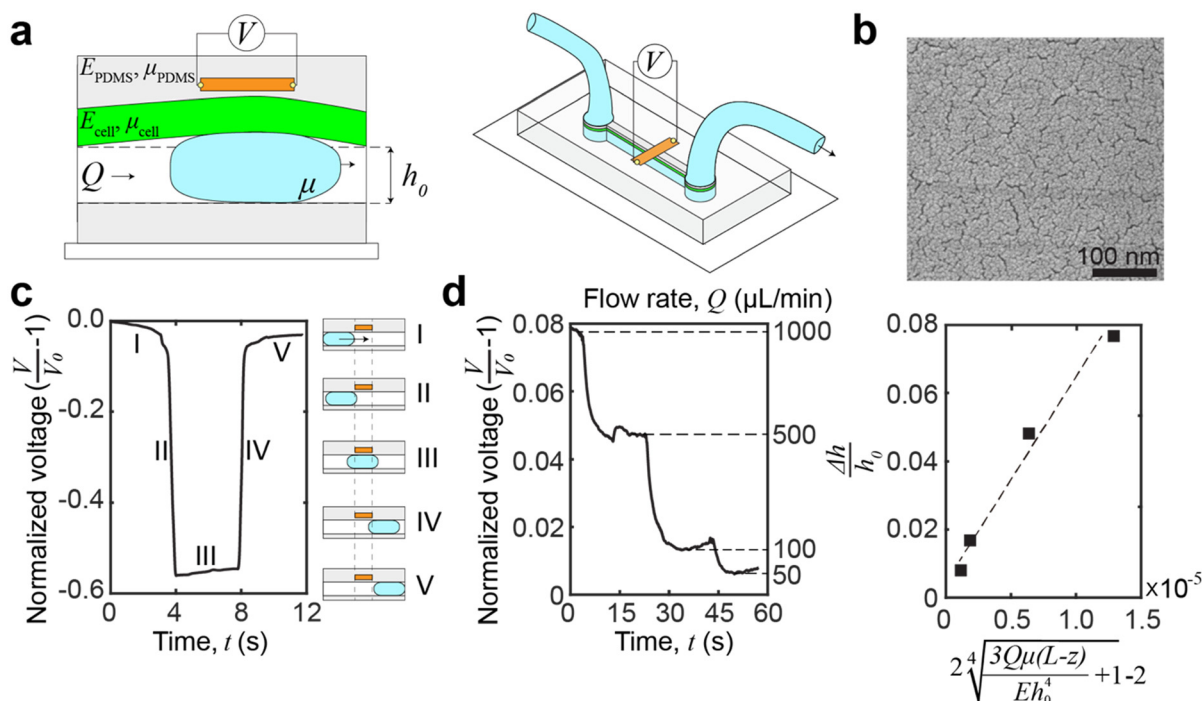 a
V
E_PDMS, μ_PDMS
E_cell, μ_cell
Q →
μ
h_0
V
b
100 nm
c
Normalized voltage (V/V_o-1)
0.0
-0.2
-0.4
-0.6
0
4
8
12
Time, t (s)
I
II
III
IV
V
I
II
III
IV
V
d
Flow rate, Q (μL/min)
Normalized voltage (V/V_o-1)
0.08
0.06
0.04
0.02
0
0
15
30
45
60
Time, t (s)
1000
500
100
50
Δh/h_0
0.08
0.06
0.04
0.02
0
0
0.5
1.0
1.5
×10^-5
2∜(3Qμ(L-z)/Eh_0^4 +1-2